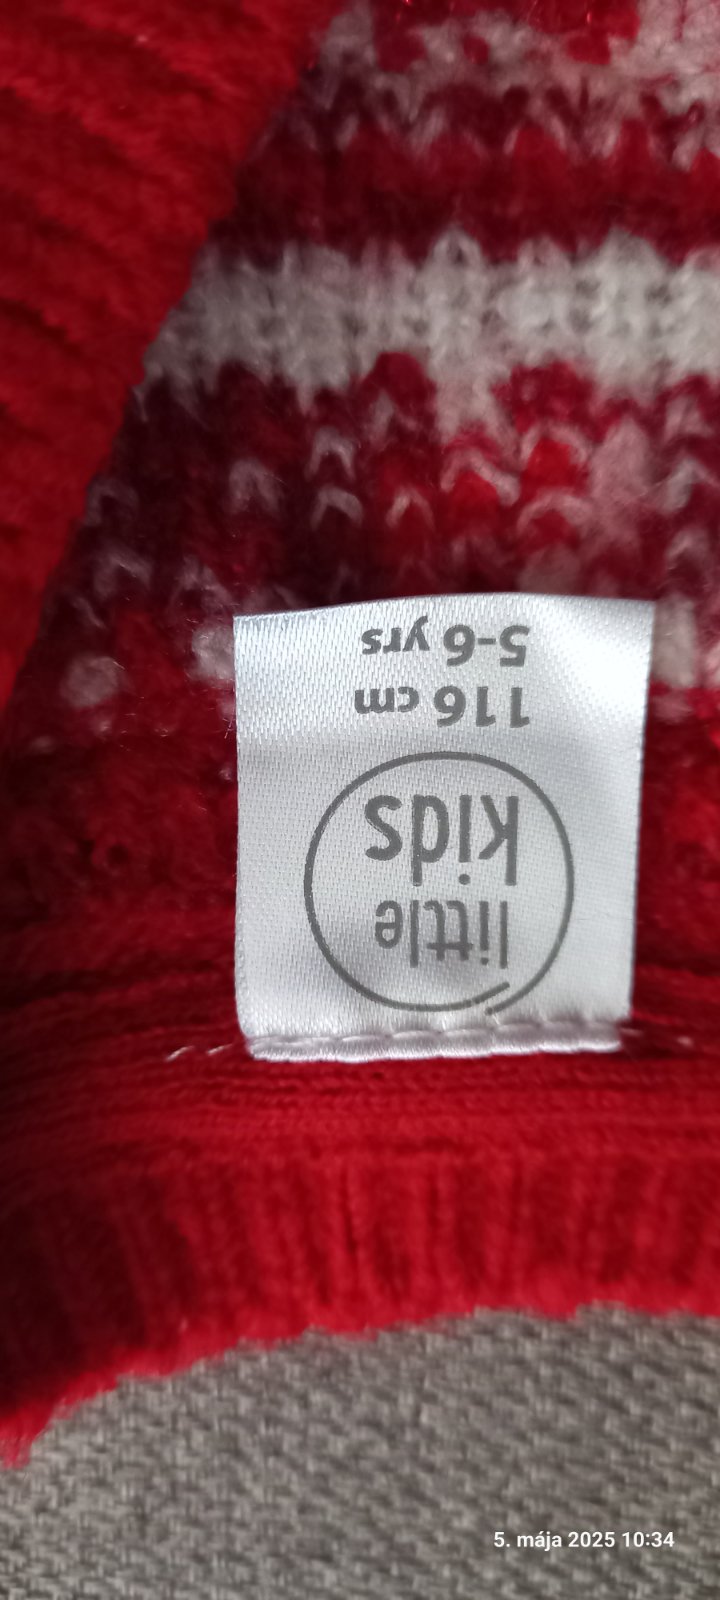 little
kids
116 cm
5-6 yrs
5. mája 2025 10:34